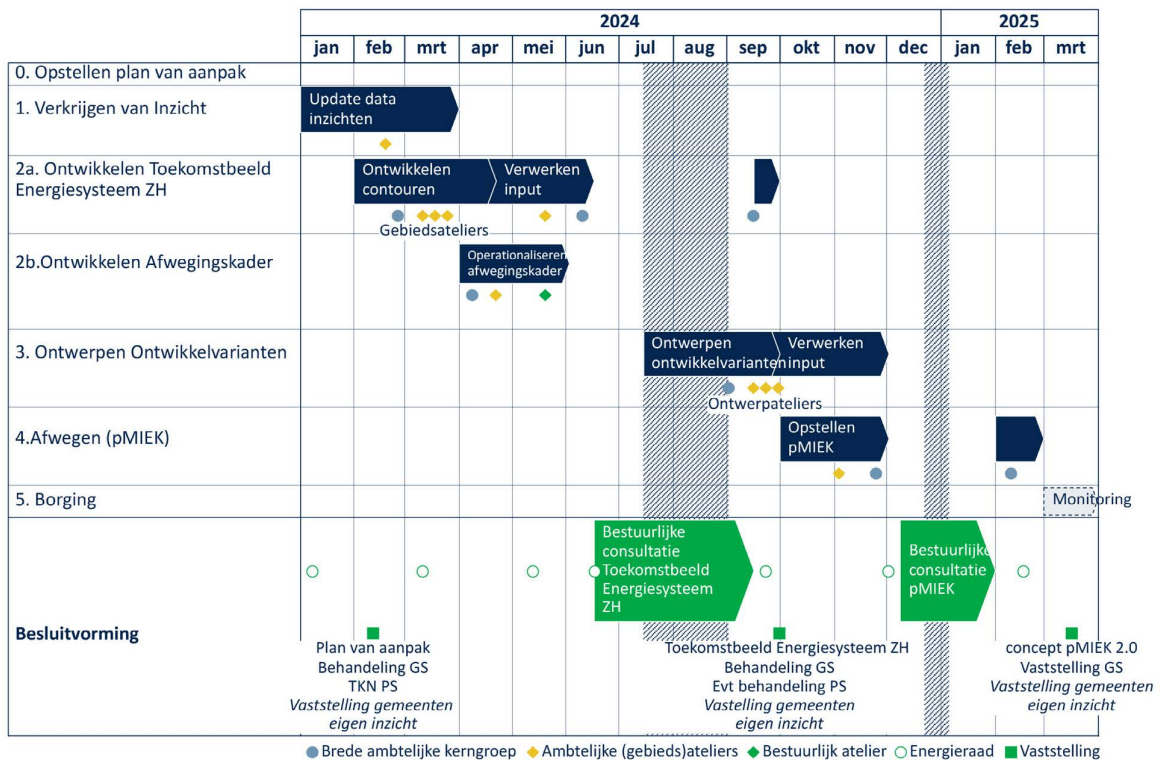 2024
2025
jan feb mrt apr mei jun jul aug sep okt nov dec jan feb mrt
0. Opstellen plan van aanpak
1. Verkrijgen van Inzicht
Update data
inzichten
2a. Ontwikkelen Toekomstbeeld
Energiesysteem ZH
Ontwikkelen
contouren
Verwerken
input
Gebiedsateliers
2b.Ontwikkelen Afwegingskader
Operationaliseren
afwegingskader
3. Ontwerpen Ontwikkelvarianten
Ontwerpen
ontwikkelvarianten
Verwerken
input
Ontwerpateliers
4.Afwegen (pMIEK)
Opstellen
pMIEK
5. Borging
Monitoring
Besluitvorming
Bestuurlijke
consultatie
Toekomstbeeld
Energiesysteem
ZH
Bestuurlijke
consultatie
pMIEK
Plan van aanpak
Behandeling GS
TKN PS
Vaststelling gemeenten
eigen inzicht
Toekomstbeeld Energiesysteem ZH
Behandeling GS
Evt behandeling PS
Vastelling gemeenten
eigen inzicht
concept pMIEK 2.0
Vaststelling GS
Vaststelling gemeenten
eigen inzicht
Brede ambtelijke kerngroep Ambtelijke (gebieds)ateliers Bestuurlijk atelier Energieraad Vaststelling